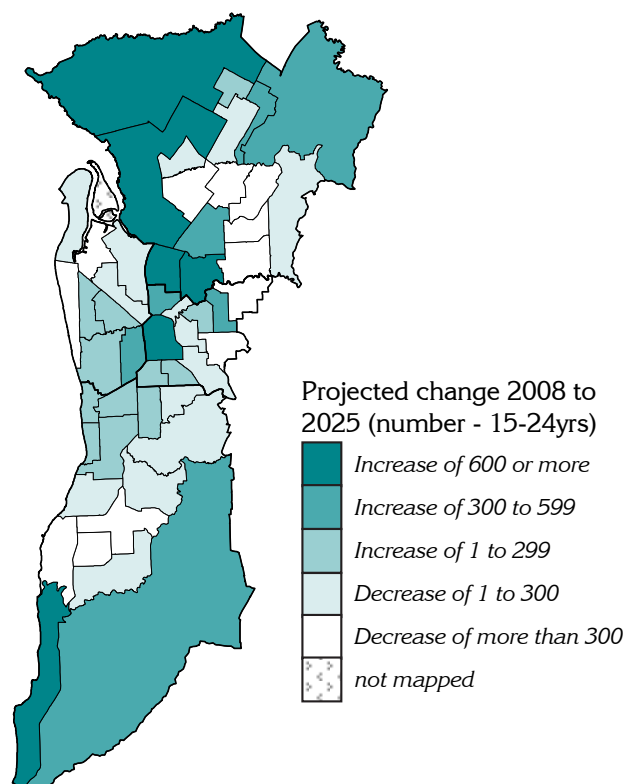 Projected change 2008 to
2025 (number - 15-24yrs)
Increase of 600 or more
Increase of 300 to 599
Increase of 1 to 299
Decrease of 1 to 300
Decrease of more than 300
not mapped